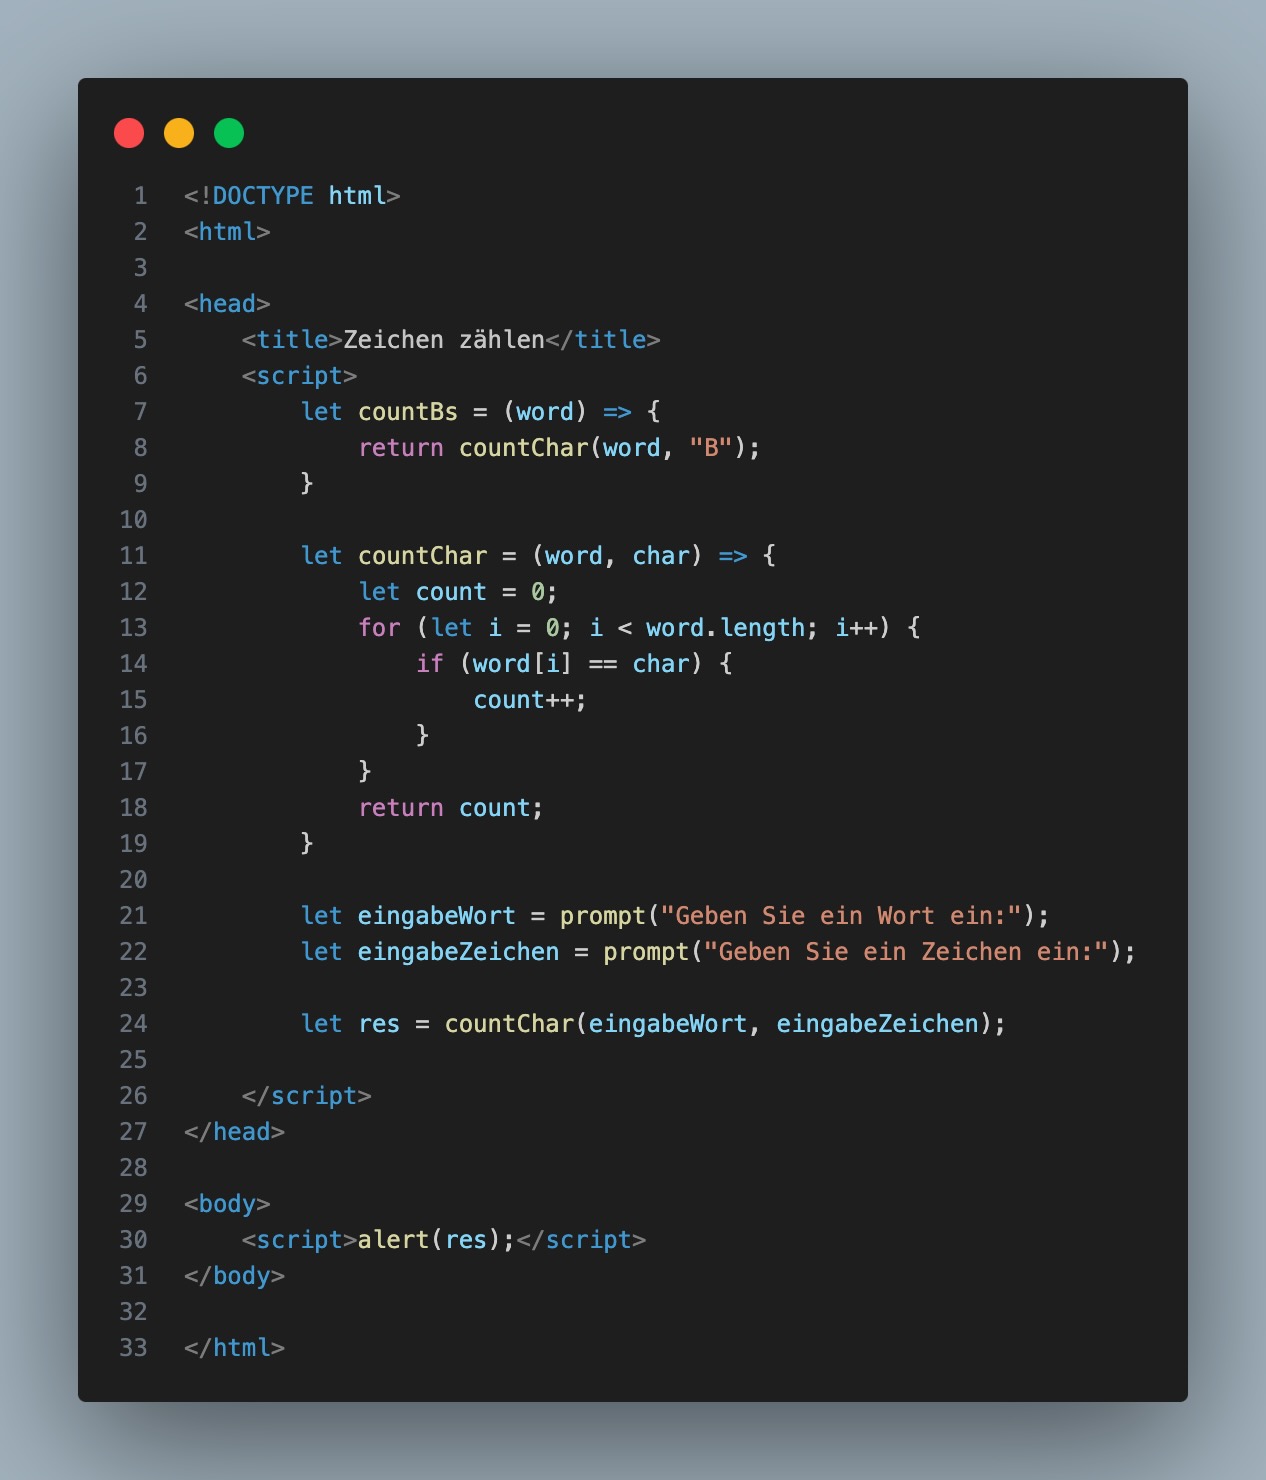 1 <!DOCTYPE html>
2 <html>
3
4 <head>
5     <title>Zeichen zählen</title>
6     <script>
7         let countBs = (word) => {
8             return countChar(word, "B");
9         }
10
11         let countChar = (word, char) => {
12             let count = 0;
13             for (let i = 0; i < word.length; i++) {
14                 if (word[i] == char) {
15                     count++;
16                 }
17             }
18             return count;
19         }
20
21         let eingabeWort = prompt("Geben Sie ein Wort ein:");
22         let eingabeZeichen = prompt("Geben Sie ein Zeichen ein:");
23
24         let res = countChar(eingabeWort, eingabeZeichen);
25
26     </script>
27 </head>
28
29 <body>
30     <script>alert(res);</script>
31 </body>
32
33 </html>